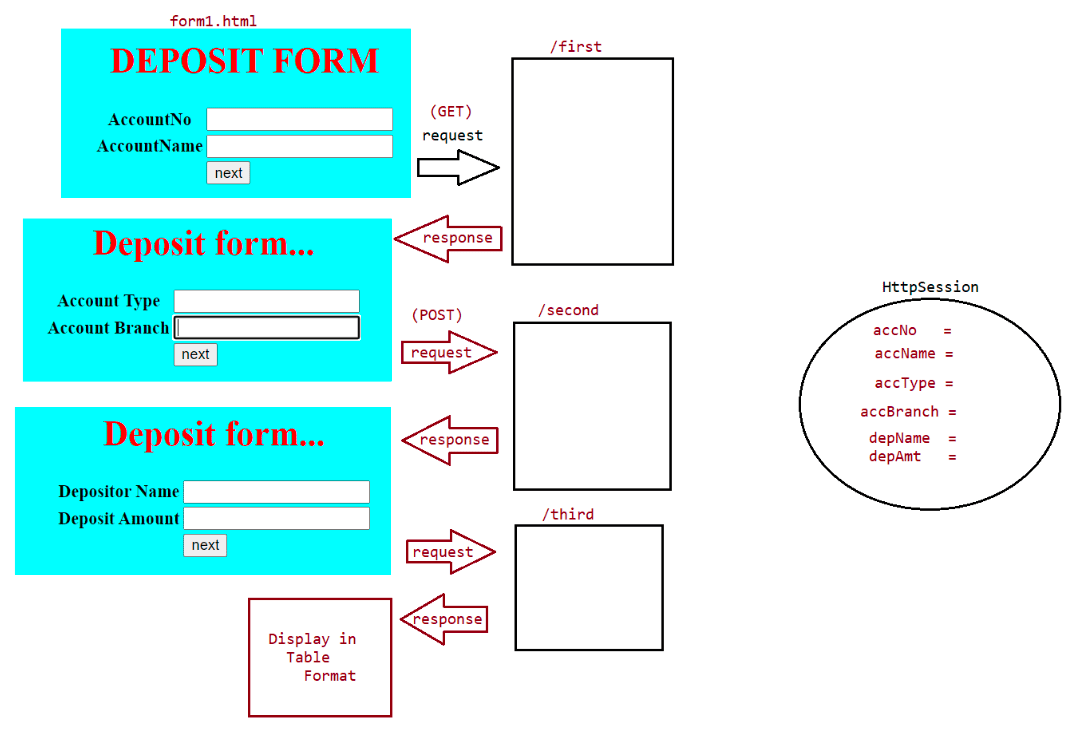 form1.html
DEPOSIT FORM
AccountNo
AccountName
next
(GET)
request
/first
response
Deposit form...
Account Type
Account Branch
next
(POST)
request
/second
response
Deposit form...
Depositor Name
Deposit Amount
next
request
/third
response
Display in
Table
Format
HttpSession
accNo =
accName =
accType =
accBranch =
depName =
depAmt =